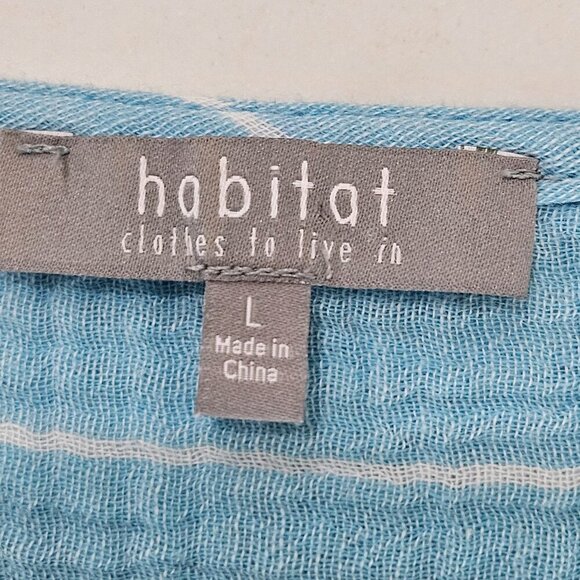 habitat
clothes to live in
L
Made in
China